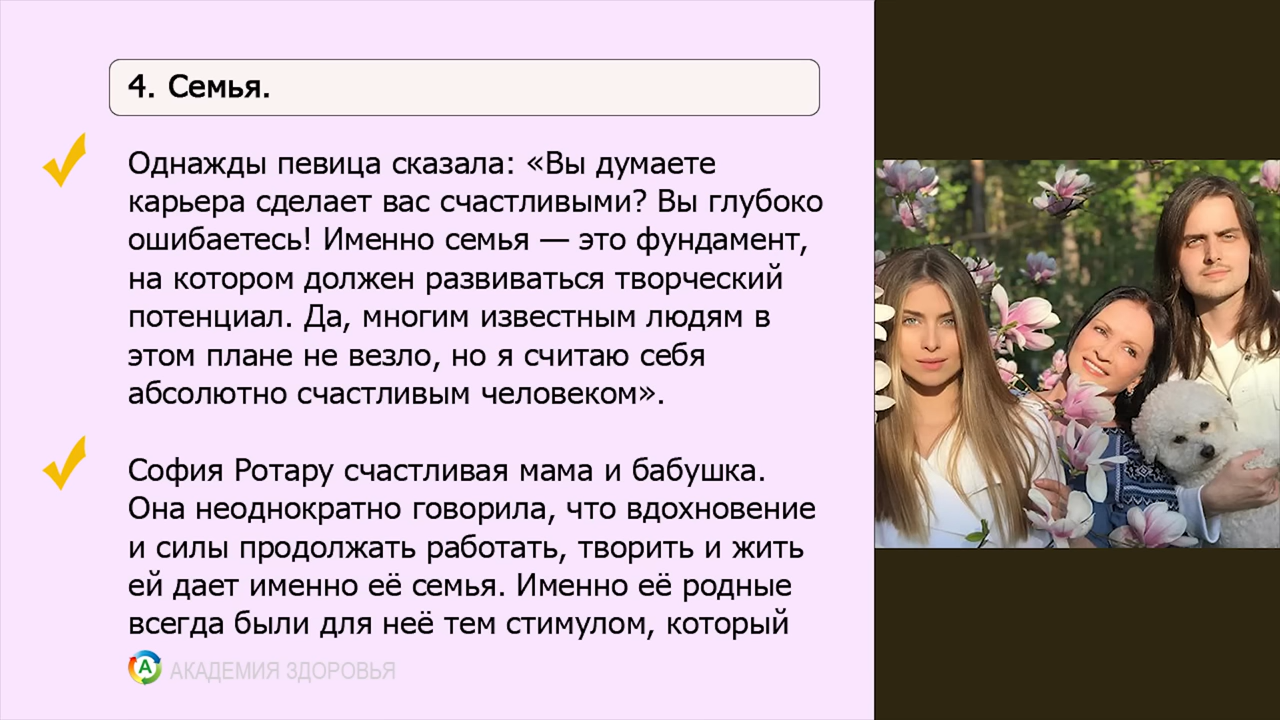 4. Семья.
Однажды певица сказала: «Вы думаете
карьера сделает вас счастливыми? Вы глубоко
ошибаетесь! Именно семья — это фундамент,
на котором должен развиваться творческий
потенциал. Да, многим известным людям в
этом плане не везло, но я считаю себя
абсолютно счастливым человеком».
София Ротару счастливая мама и бабушка.
Она неоднократно говорила, что вдохновение
и силы продолжать работать, творить и жить
ей дает именно её семья. Именно её родные
всегда были для неё тем стимулом, который
А АКАДЕМИЯ ЗДОРОВЬЯ